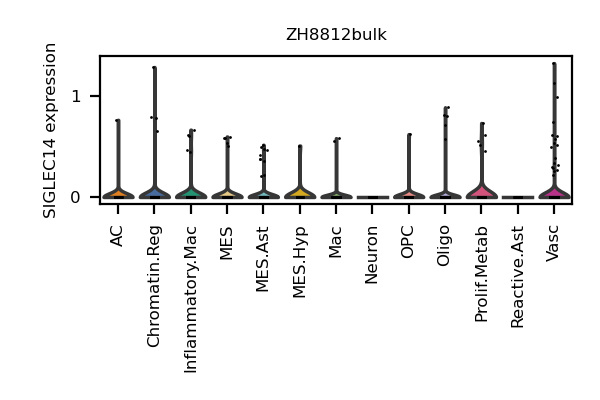 ZH8812bulk
SIGLEC14 expression
1
0
AC
Chromatin.Reg
Inflammatory.Mac
MES
MES.Ast
MES.Hyp
Mac
Neuron
OPC
Oligo
Prolif.Metab
Reactive.Ast
Vasc